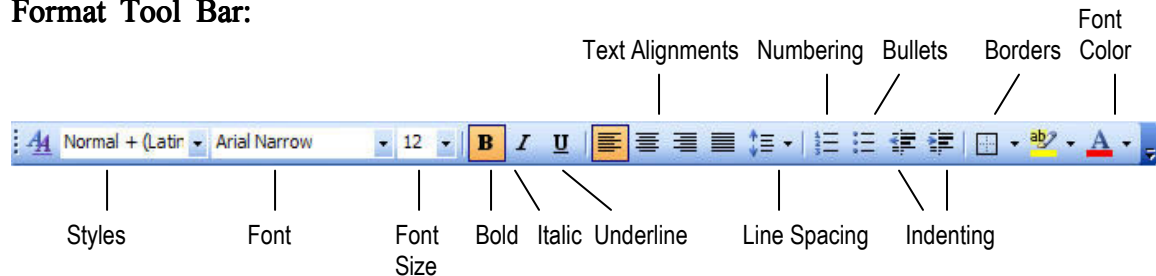 Format Tool Bar:
Font
Text Alignments Numbering Bullets Borders Color
Normal + (Latir Arial Narrow 12 B I U ab A
Styles Font Font Bold Italic Underline Line Spacing Indenting
Size